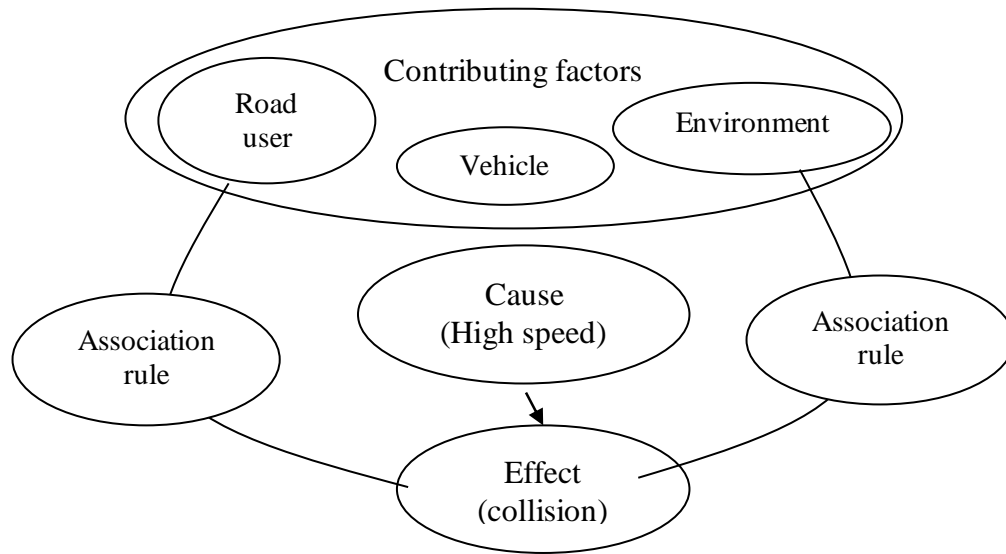 Contributing factors
Road
user
Vehicle
Environment
Cause
(High speed)
Association
rule
Association
rule
Effect
(collision)